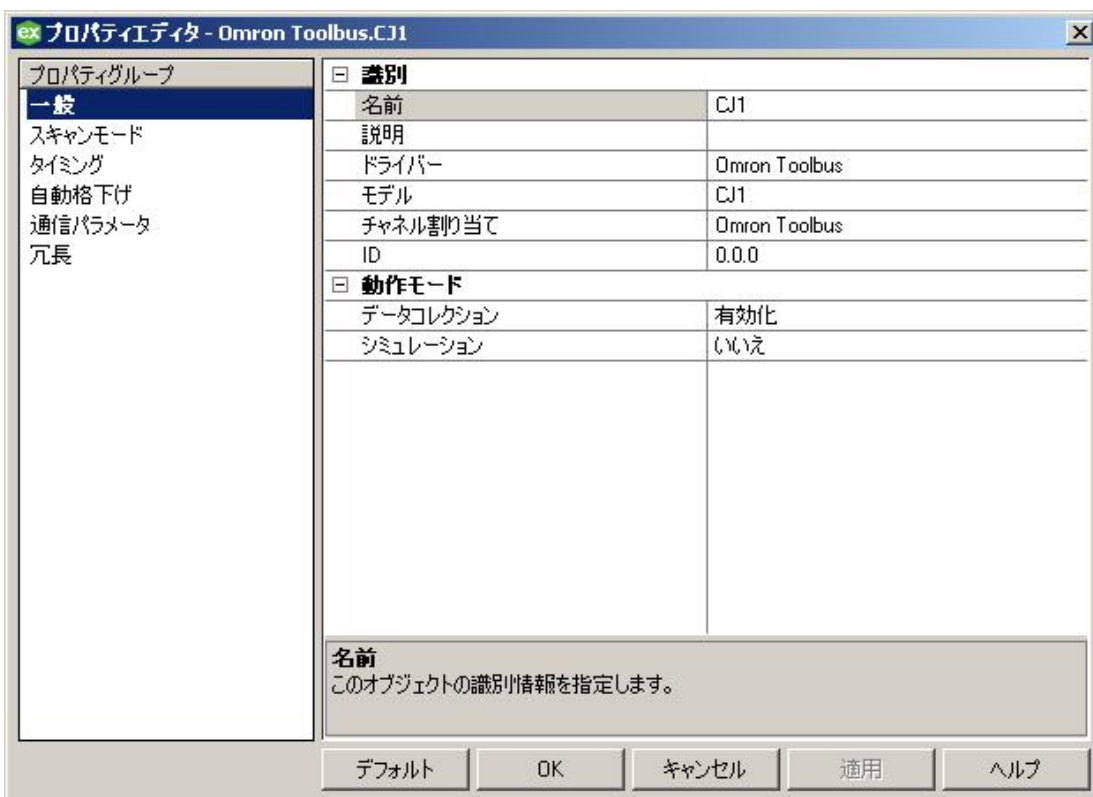 ex プロパティエディタ - Omron Toolbus.CJ1
プロパティグループ
一般
スキャンモード
タイミング
自動格下げ
通信パラメータ
冗長
識別
名前 CJ1
説明
ドライバー Omron Toolbus
モデル CJ1
チャネル割り当て Omron Toolbus
ID 0.0.0
動作モード
データコレクション 有効化
シミュレーション いいえ
名前
このオブジェクトの識別情報を指定します。
デフォルト OK キャンセル 適用 ヘルプ